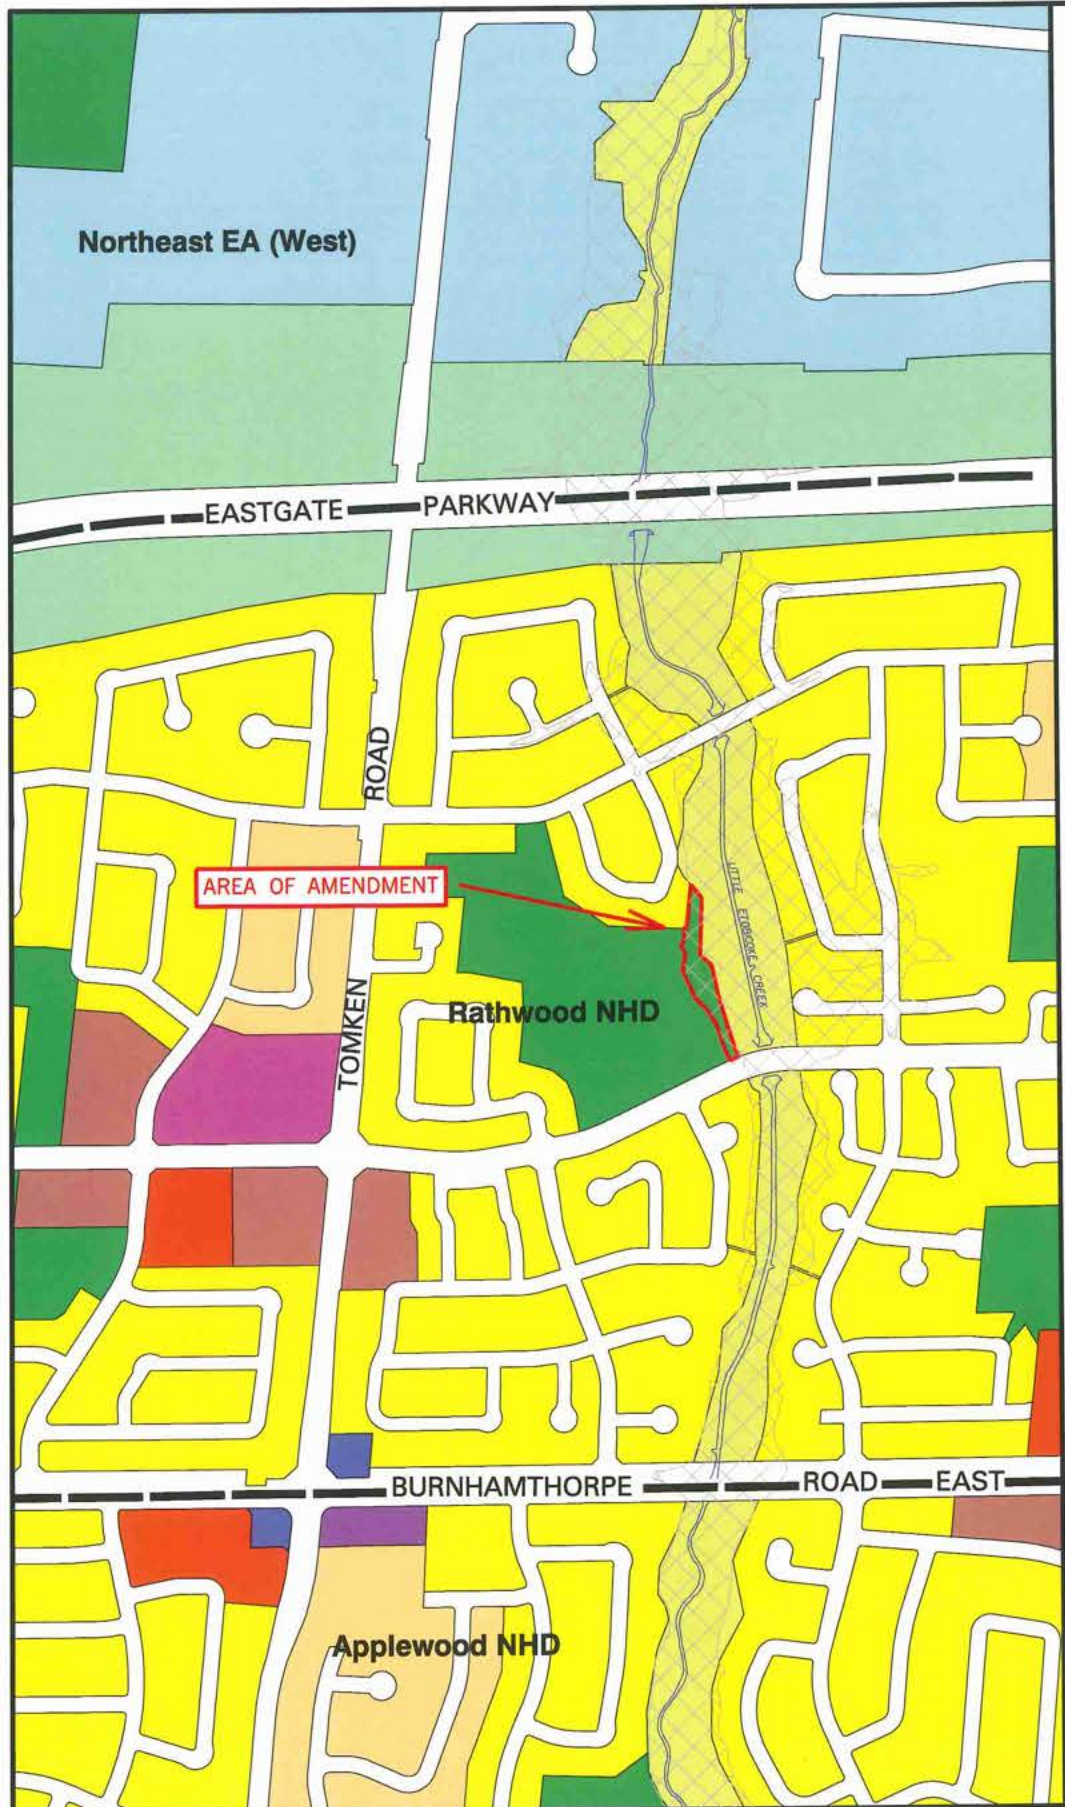 Northeast EA (West)
EASTGATE PARKWAY
ROAD
AREA OF AMENDMENT
LITTLE ETOBICOKE CREEK
Rathwood NHD
TOMKEN
BURNHAMTHORPE ROAD EAST
Applewood NHD